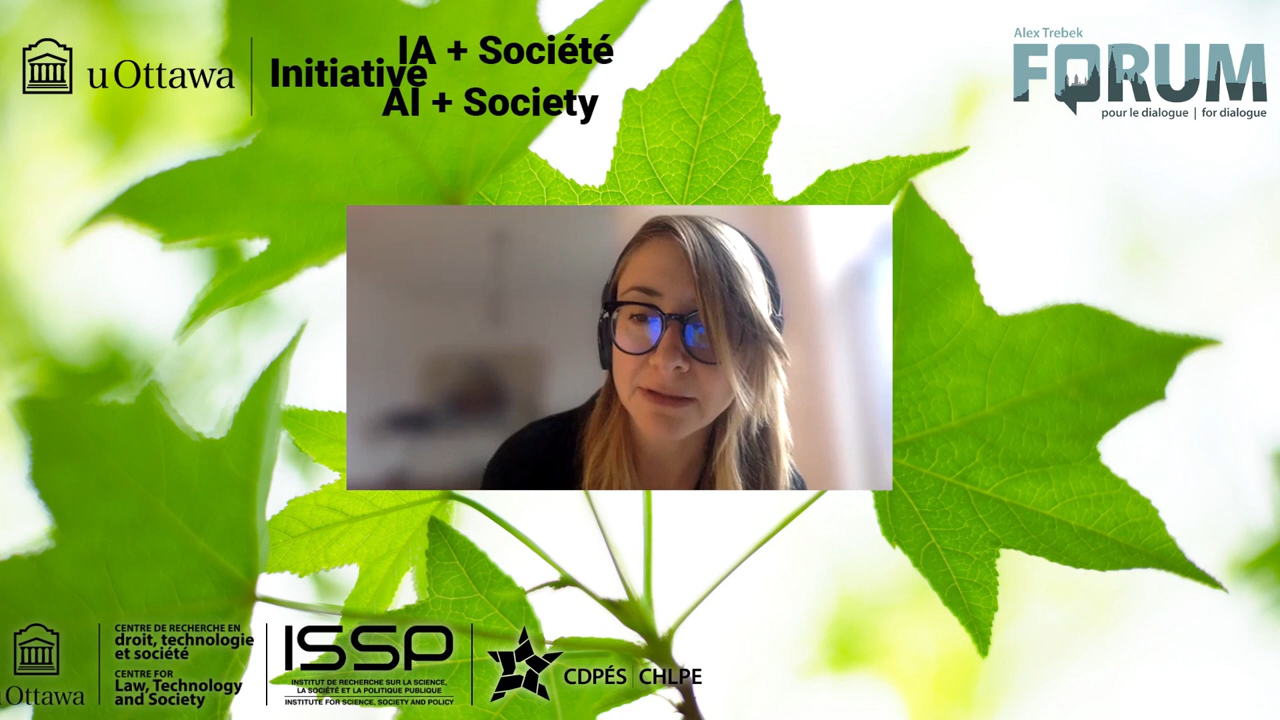 uOttawa
Initiative
IA + Société
AI + Society
Alex Trebek
FORUM
pour le dialogue | for dialogue
uOttawa
CENTRE DE RECHERCHE EN
droit, technologie
et société
CENTRE FOR
Law, Technology
and Society
ISSP
INSTITUT DE RECHERCHE SUR LA SCIENCE,
LA SOCIÉTÉ ET LA POLITIQUE PUBLIQUE
INSTITUTE FOR SCIENCE, SOCIETY AND POLICY
CDPÉS | CHLPE